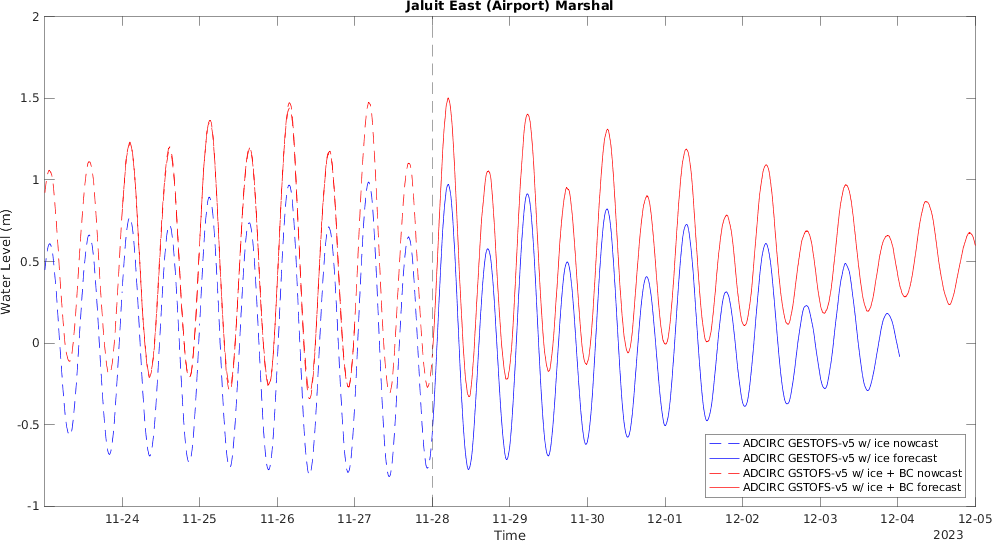 Jaluit East (Airport) Marshal
2
1.5
1
0.5
0
-0.5
-1
Water Level (m)
ADCIRC GESTOFS-v5 w/ ice nowcast
ADCIRC GESTOFS-v5 w/ ice forecast
ADCIRC GSTOFS-v5 w/ ice + BC nowcast
ADCIRC GSTOFS-v5 w/ ice + BC forecast
11-24 11-25 11-26 11-27 11-28 11-29 11-30 12-01 12-02 12-03 12-04 12-05
Time
2023